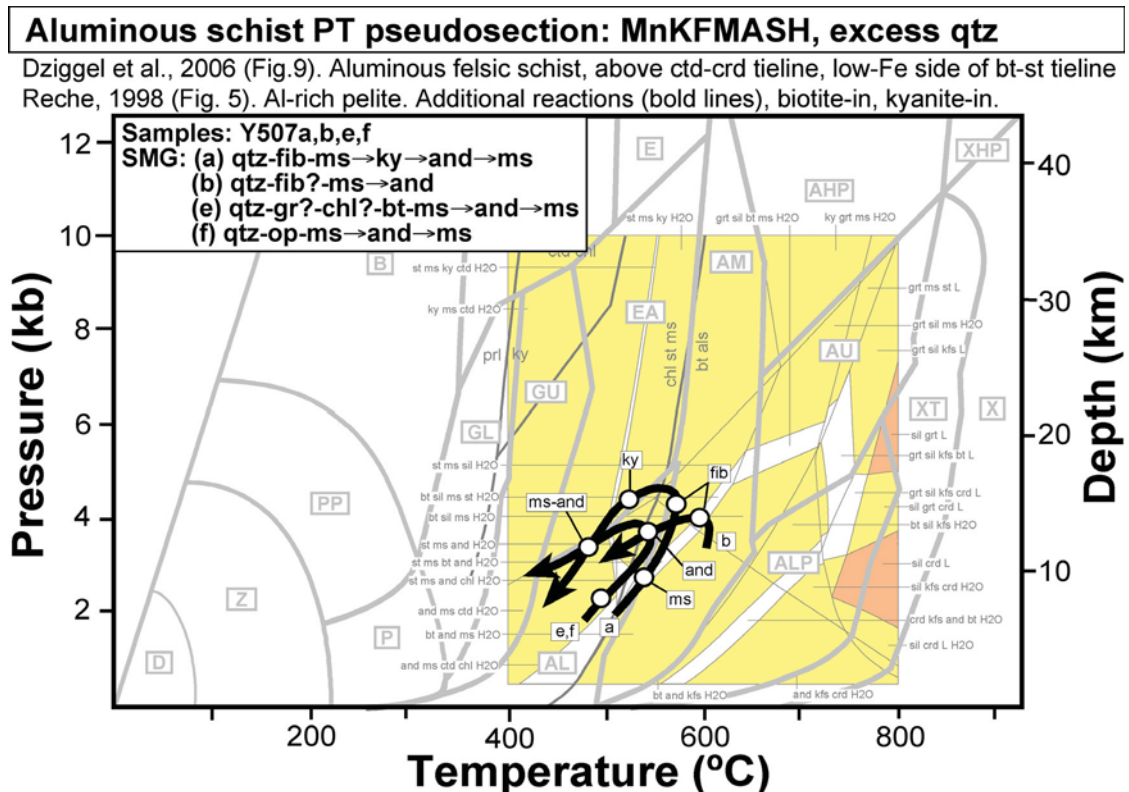 Aluminous schist PT pseudosection: MnKFMASH, excess qtz
Dziggel et al., 2006 (Fig.9). Aluminous felsic schist, above ctd-crd tieline, low-Fe side of bt-st tieline
Reche, 1998 (Fig. 5). Al-rich pelite. Additional reactions (bold lines), biotite-in, kyanite-in.
Samples: Y507a,b,e,f
SMG: (a) qtz-fib-ms→ky→and→ms
(b) qtz-fib?-ms→and
(e) qtz-gr?-chl?-bt-ms→and→ms
(f) qtz-op-ms→and→ms
Pressure (kb)
12
10
8
6
4
2
Depth (km)
40
30
20
10
200
400
600
800
Temperature (ºC)
E
XHP
AHP
st ms ky H2O
grt sil bt ms H2O
ky grt ms H2O
B
ctd chl
AM
st ms ky ctd H2O
grt ms st L
ky ms ctd H2O
EA
grt sil ms H2O
prl ky
chl st ms
bt als
AU
grt sil kfs L
GU
XT
X
GL
sil grt L
st ms sil H2O
grt sil kfs bt L
ky
fib
PP
bt sil ms st H2O
grt sil kfs crd L
ms-and
sil grt crd L
bt sil ms H2O
bt sil kfs H2O
st ms and H2O
b
st ms bt and H2O
and
ALP
sil crd L
st ms and chl H2O
ms
sil kfs crd H2O
Z
and ms ctd H2O
crd kfs and bt H2O
P
bt and ms H2O
e,f
a
sil crd L H2O
D
and ms ctd chl H2O
AL
bt and kfs H2O
and kfs crd H2O